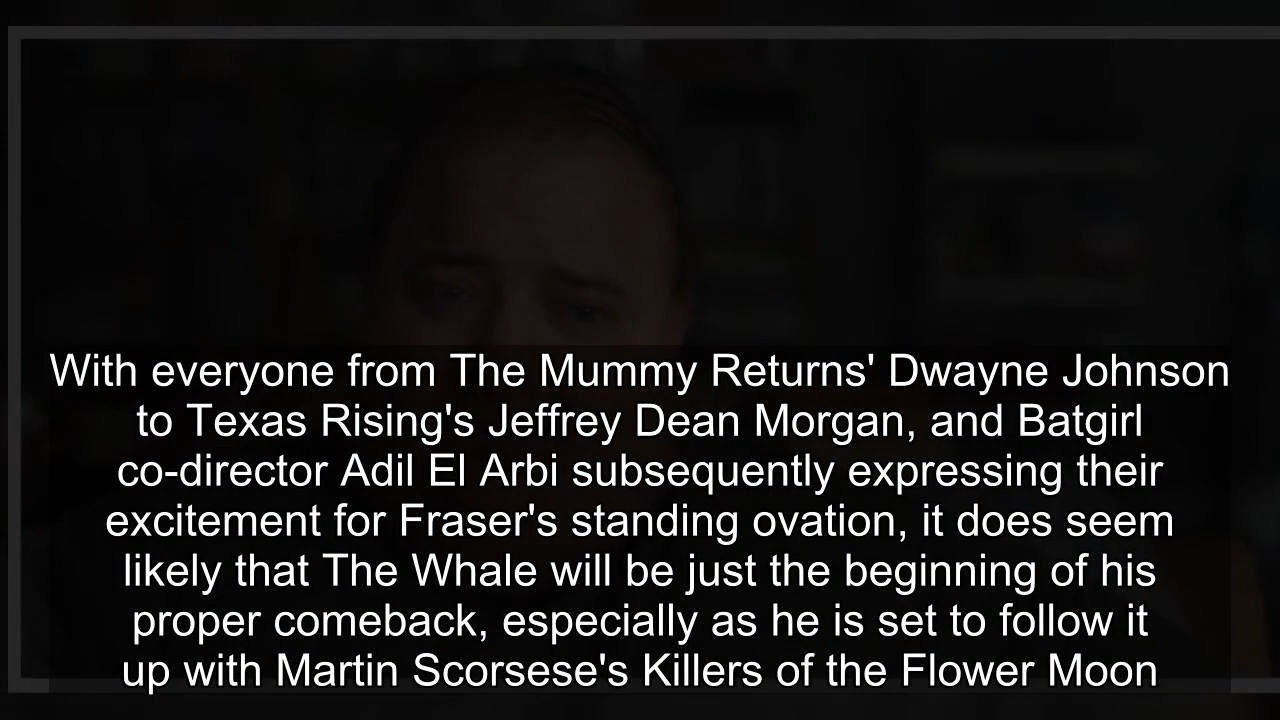 With everyone from The Mummy Returns' Dwayne Johnson
to Texas Rising's Jeffrey Dean Morgan, and Batgirl
co-director Adil El Arbi subsequently expressing their
excitement for Fraser's standing ovation, it does seem
likely that The Whale will be just the beginning of his
proper comeback, especially as he is set to follow it
up with Martin Scorsese's Killers of the Flower Moon